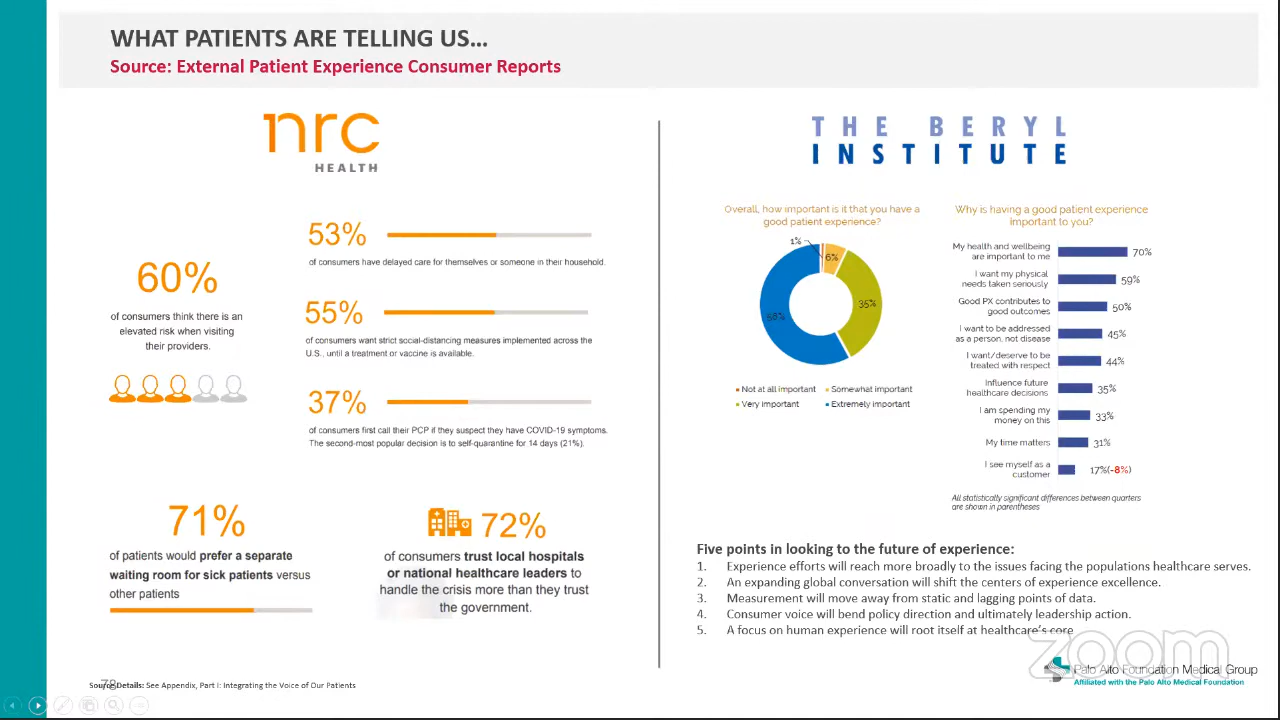 WHAT PATIENTS ARE TELLING US...
Source: External Patient Experience Consumer Reports
nrc
HEALTH
60%
of consumers think there is an
elevated risk when visiting
their providers.
53%
of consumers have delayed care for themselves or someone in their household.
55%
of consumers want strict social-distancing measures implemented across the
U.S., until a treatment or vaccine is available.
37%
of consumers first call their PCP if they suspect they have COVID-19 symptoms.
The second-most popular decision is to self-quarantine for 14 days (21%).
71%
of patients would prefer a separate
waiting room for sick patients versus
other patients
72%
of consumers trust local hospitals
or national healthcare leaders to
handle the crisis more than they trust
the government.
THE BERYL
INSTITUTE
Overall, how important is it that you have a
good patient experience?
1%
6%
35%
58%
Not at all important
Somewhat important
Very important
Extremely important
Why is having a good patient experience
important to you?
My health and wellbeing
are important to me
70%
I want my physical
needs taken seriously
59%
Good PX contributes to
good outcomes
50%
I want to be addressed
as a person, not disease
45%
I want/deserve to be
treated with respect
44%
Influence future
healthcare decisions
35%
I am spending my
money on this
33%
My time matters
31%
I see myself as a
customer
17%(-8%)
All statistically significant differences between quarters
are shown in parentheses
Five points in looking to the future of experience:
1. Experience efforts will reach more broadly to the issues facing the populations healthcare serves.
2. An expanding global conversation will shift the centers of experience excellence.
3. Measurement will move away from static and lagging points of data.
4. Consumer voice will bend policy direction and ultimately leadership action.
5. A focus on human experience will root itself at healthcare's core
zoom
Palo Alto Foundation Medical Group
Affiliated with the Palo Alto Medical Foundation
Source Details: See Appendix, Part I: Integrating the Voice of Our Patients